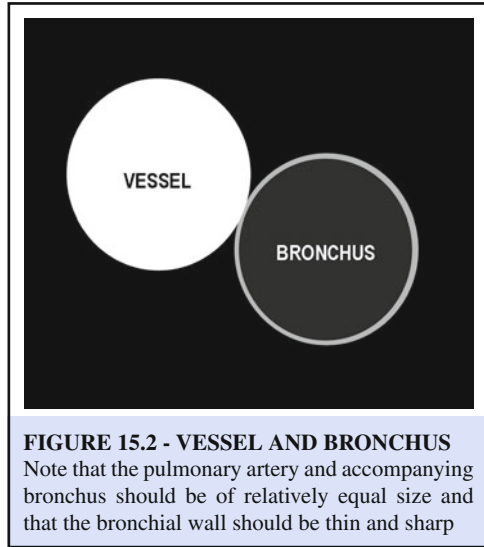 VESSEL
BRONCHUS
FIGURE 15.2 - VESSEL AND BRONCHUS
Note that the pulmonary artery and accompanying
bronchus should be of relatively equal size and
that the bronchial wall should be thin and sharp